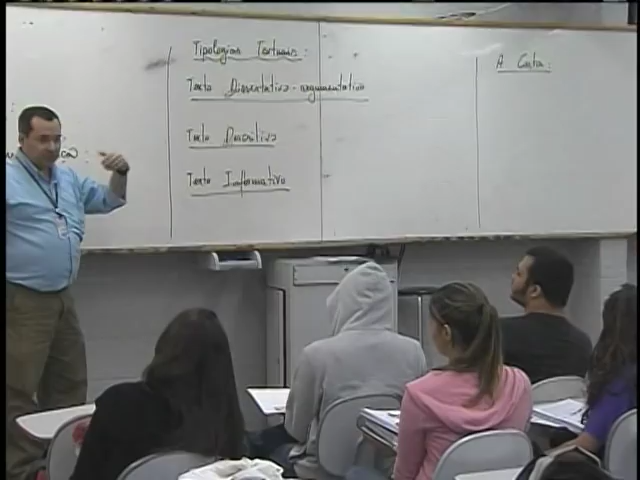 Tipologias Textuais:
A Carta:
Texto Dissertativo-argumentativo
Texto Descritivo
Texto Informativo